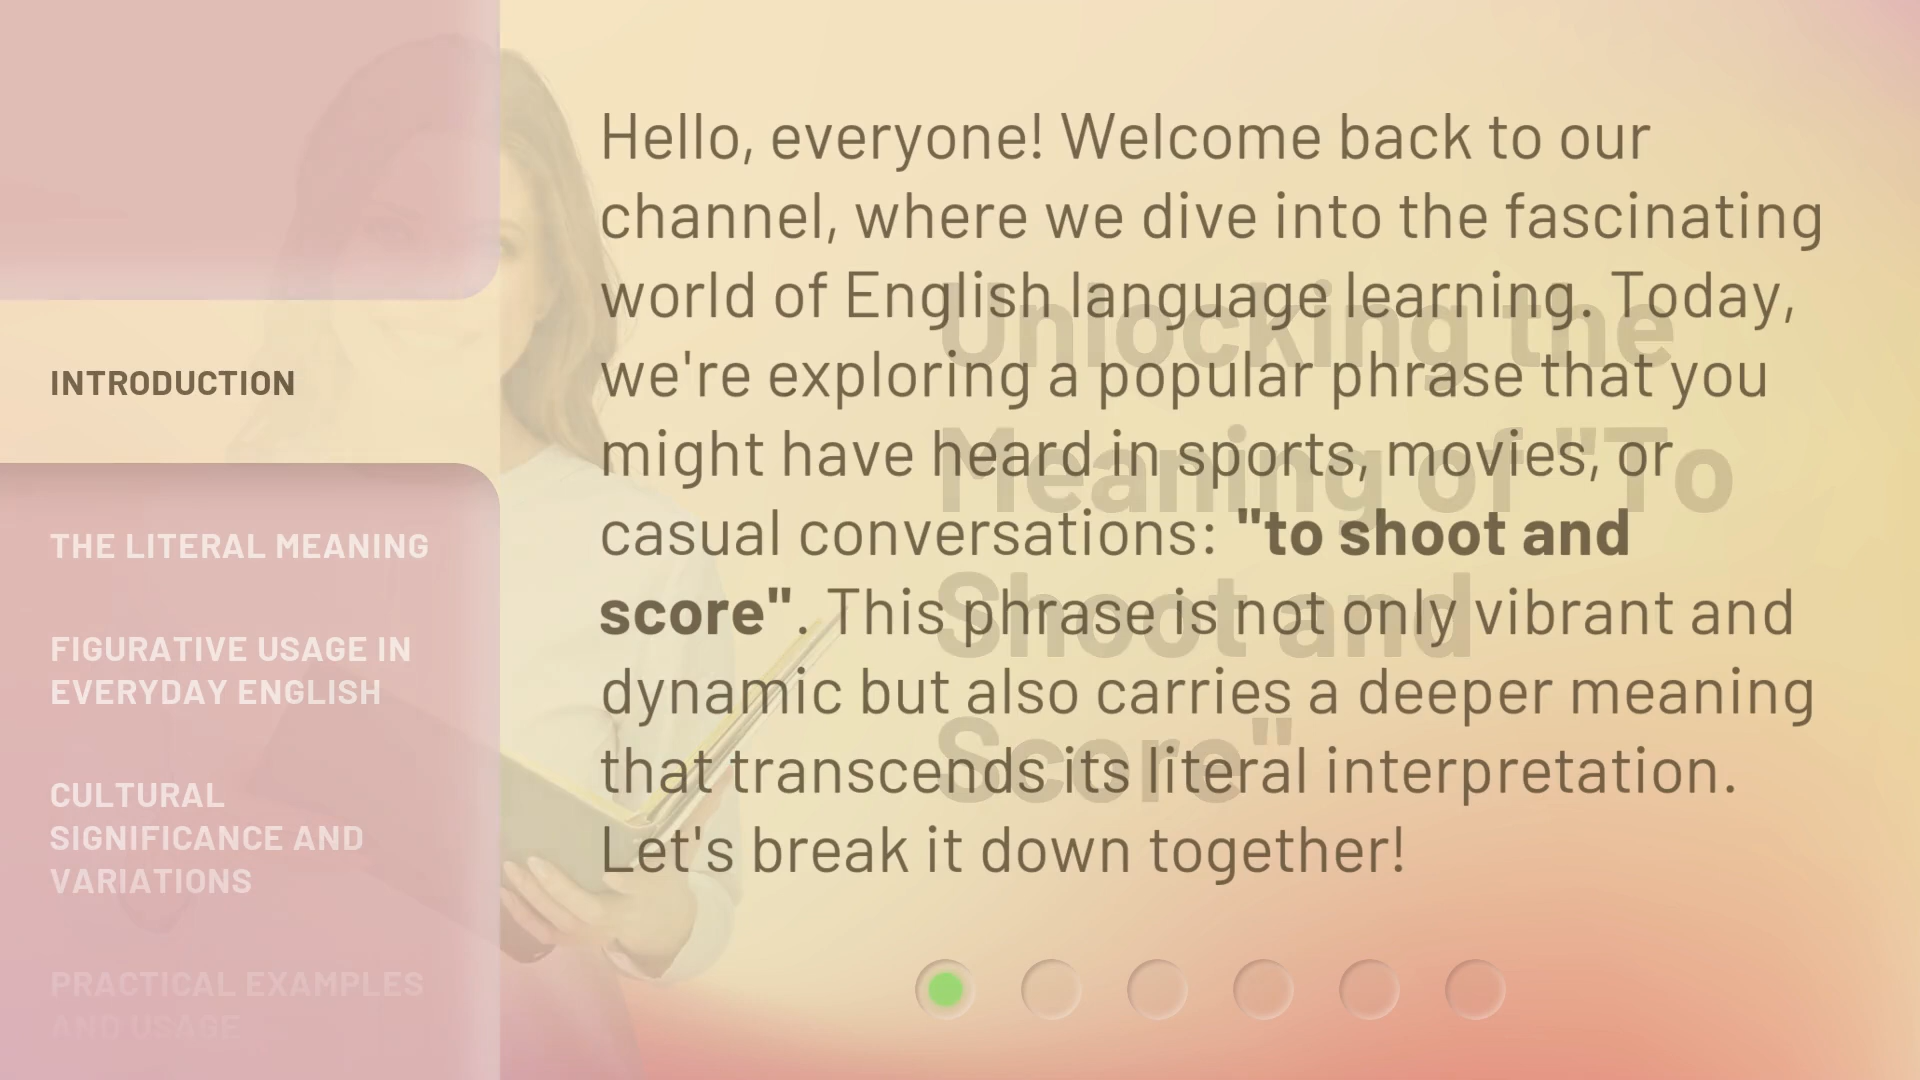 INTRODUCTION
THE LITERAL MEANING
FIGURATIVE USAGE IN
EVERYDAY ENGLISH
CULTURAL
SIGNIFICANCE AND
VARIATIONS
PRACTICAL EXAMPLES
AND USAGE
Hello, everyone! Welcome back to our
channel, where we dive into the fascinating
world of English language learning. Today,
we're exploring a popular phrase that you
might have heard in sports, movies, or
casual conversations: "to shoot and
score". This phrase is not only vibrant and
dynamic but also carries a deeper meaning
that transcends its literal interpretation.
Let's break it down together!
Unlocking the
Meaning of "To
Shoot and
Score"